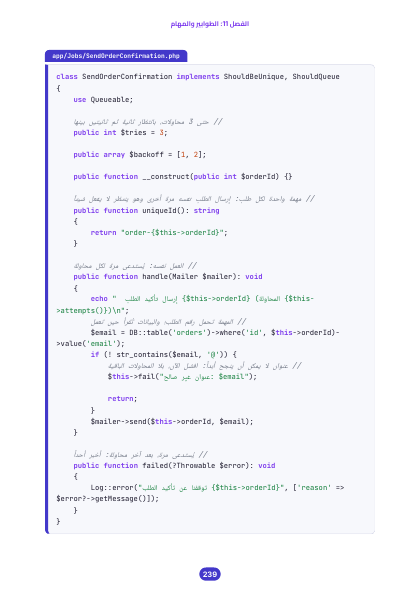 الفصل 11: الطوابير والمهام
app/Jobs/SendOrderConfirmation.php
class SendOrderConfirmation implements ShouldBeUnique, ShouldQueue
{
use Queueable;
// حتى 3 محاولات، بانتظار ثانية ثم ثانيتين بينها
public int $tries = 3;
public array $backoff = [1, 2];
public function __construct(public int $orderId) {}
// مهمة واحدة لكل طلب: إرسال الطلب نفسه مرة أخرى وهو ينتظر لا يفعل شيئاً
public function uniqueId(): string
{
return "order-{$this->orderId}";
}
// العمل نفسه: يُستدعى مرة لكل محاولة
public function handle(Mailer $mailer): void
{
echo "  إرسال تأكيد الطلب {$this->orderId} (المحاولة {$this-
>attempts()})\n";
// المهمة تحمل رقم الطلب؛ والبيانات تُقرأ حين تعمل
$email = DB::table('orders')->where('id', $this->orderId)-
>value('email');
if (! str_contains($email, '@')) {
// عنوان لا يمكن أن ينجح أبداً: افشل الآن، بلا المحاولات الباقية
$this->fail("عنوان غير صالح: $email");
return;
}
$mailer->send($this->orderId, $email);
}
// يُستدعى مرة، بعد آخر محاولة: أخبر أحداً
public function failed(?Throwable $error): void
{
Log::error("توقفنا عن تأكيد الطلب {$this->orderId}", ['reason' =>
$error?->getMessage()]);
}
}
239